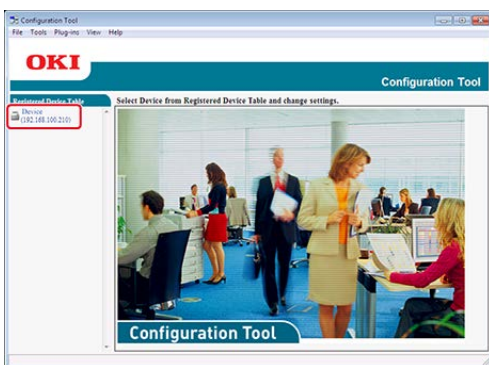 Configuration Tool
File Tools Plug-ins View Help
OKI
Configuration Tool
Registered Device Table
Select Device from Registered Device Table and change settings.
Device
(192.168.100.210)
Configuration Tool